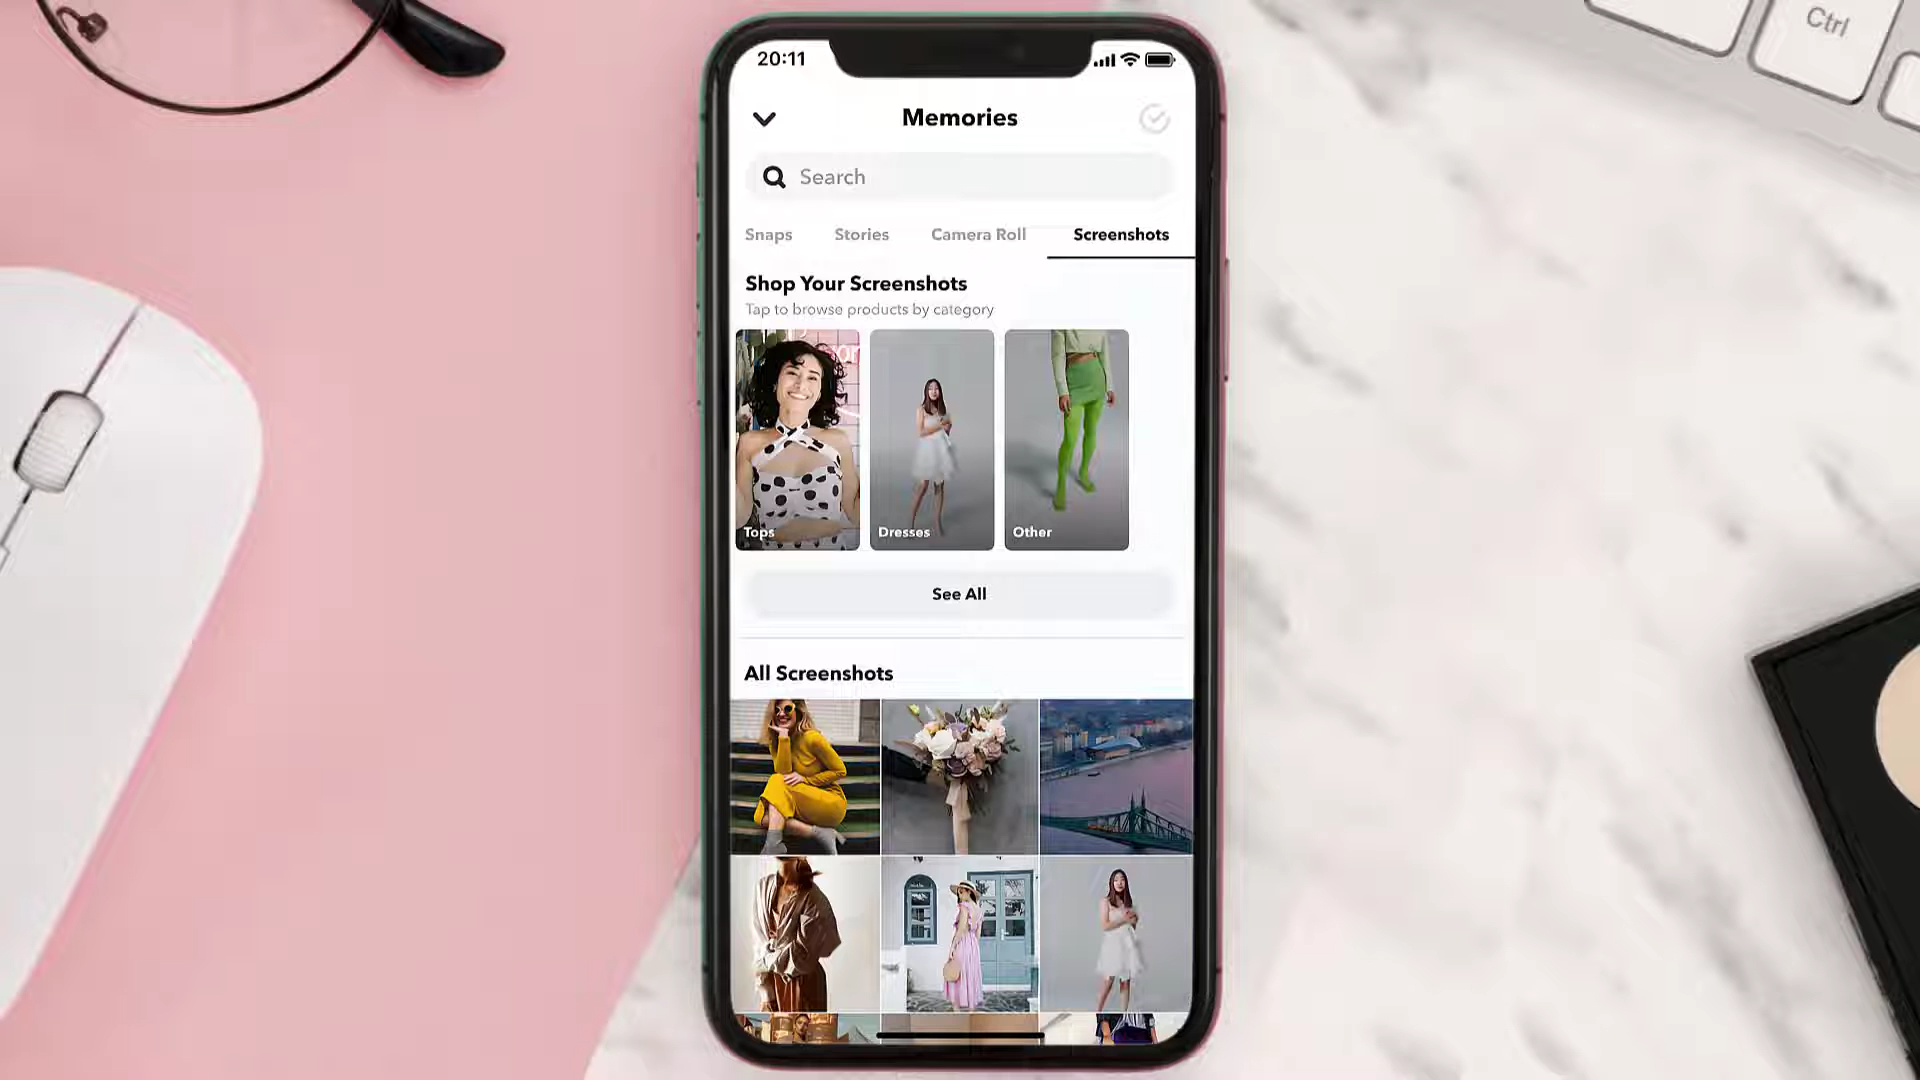 Ctrl
20:11
Memories
Search
Snaps Stories Camera Roll Screenshots
Shop Your Screenshots
Tap to browse products by category
Tops Dresses Other
See All
All Screenshots